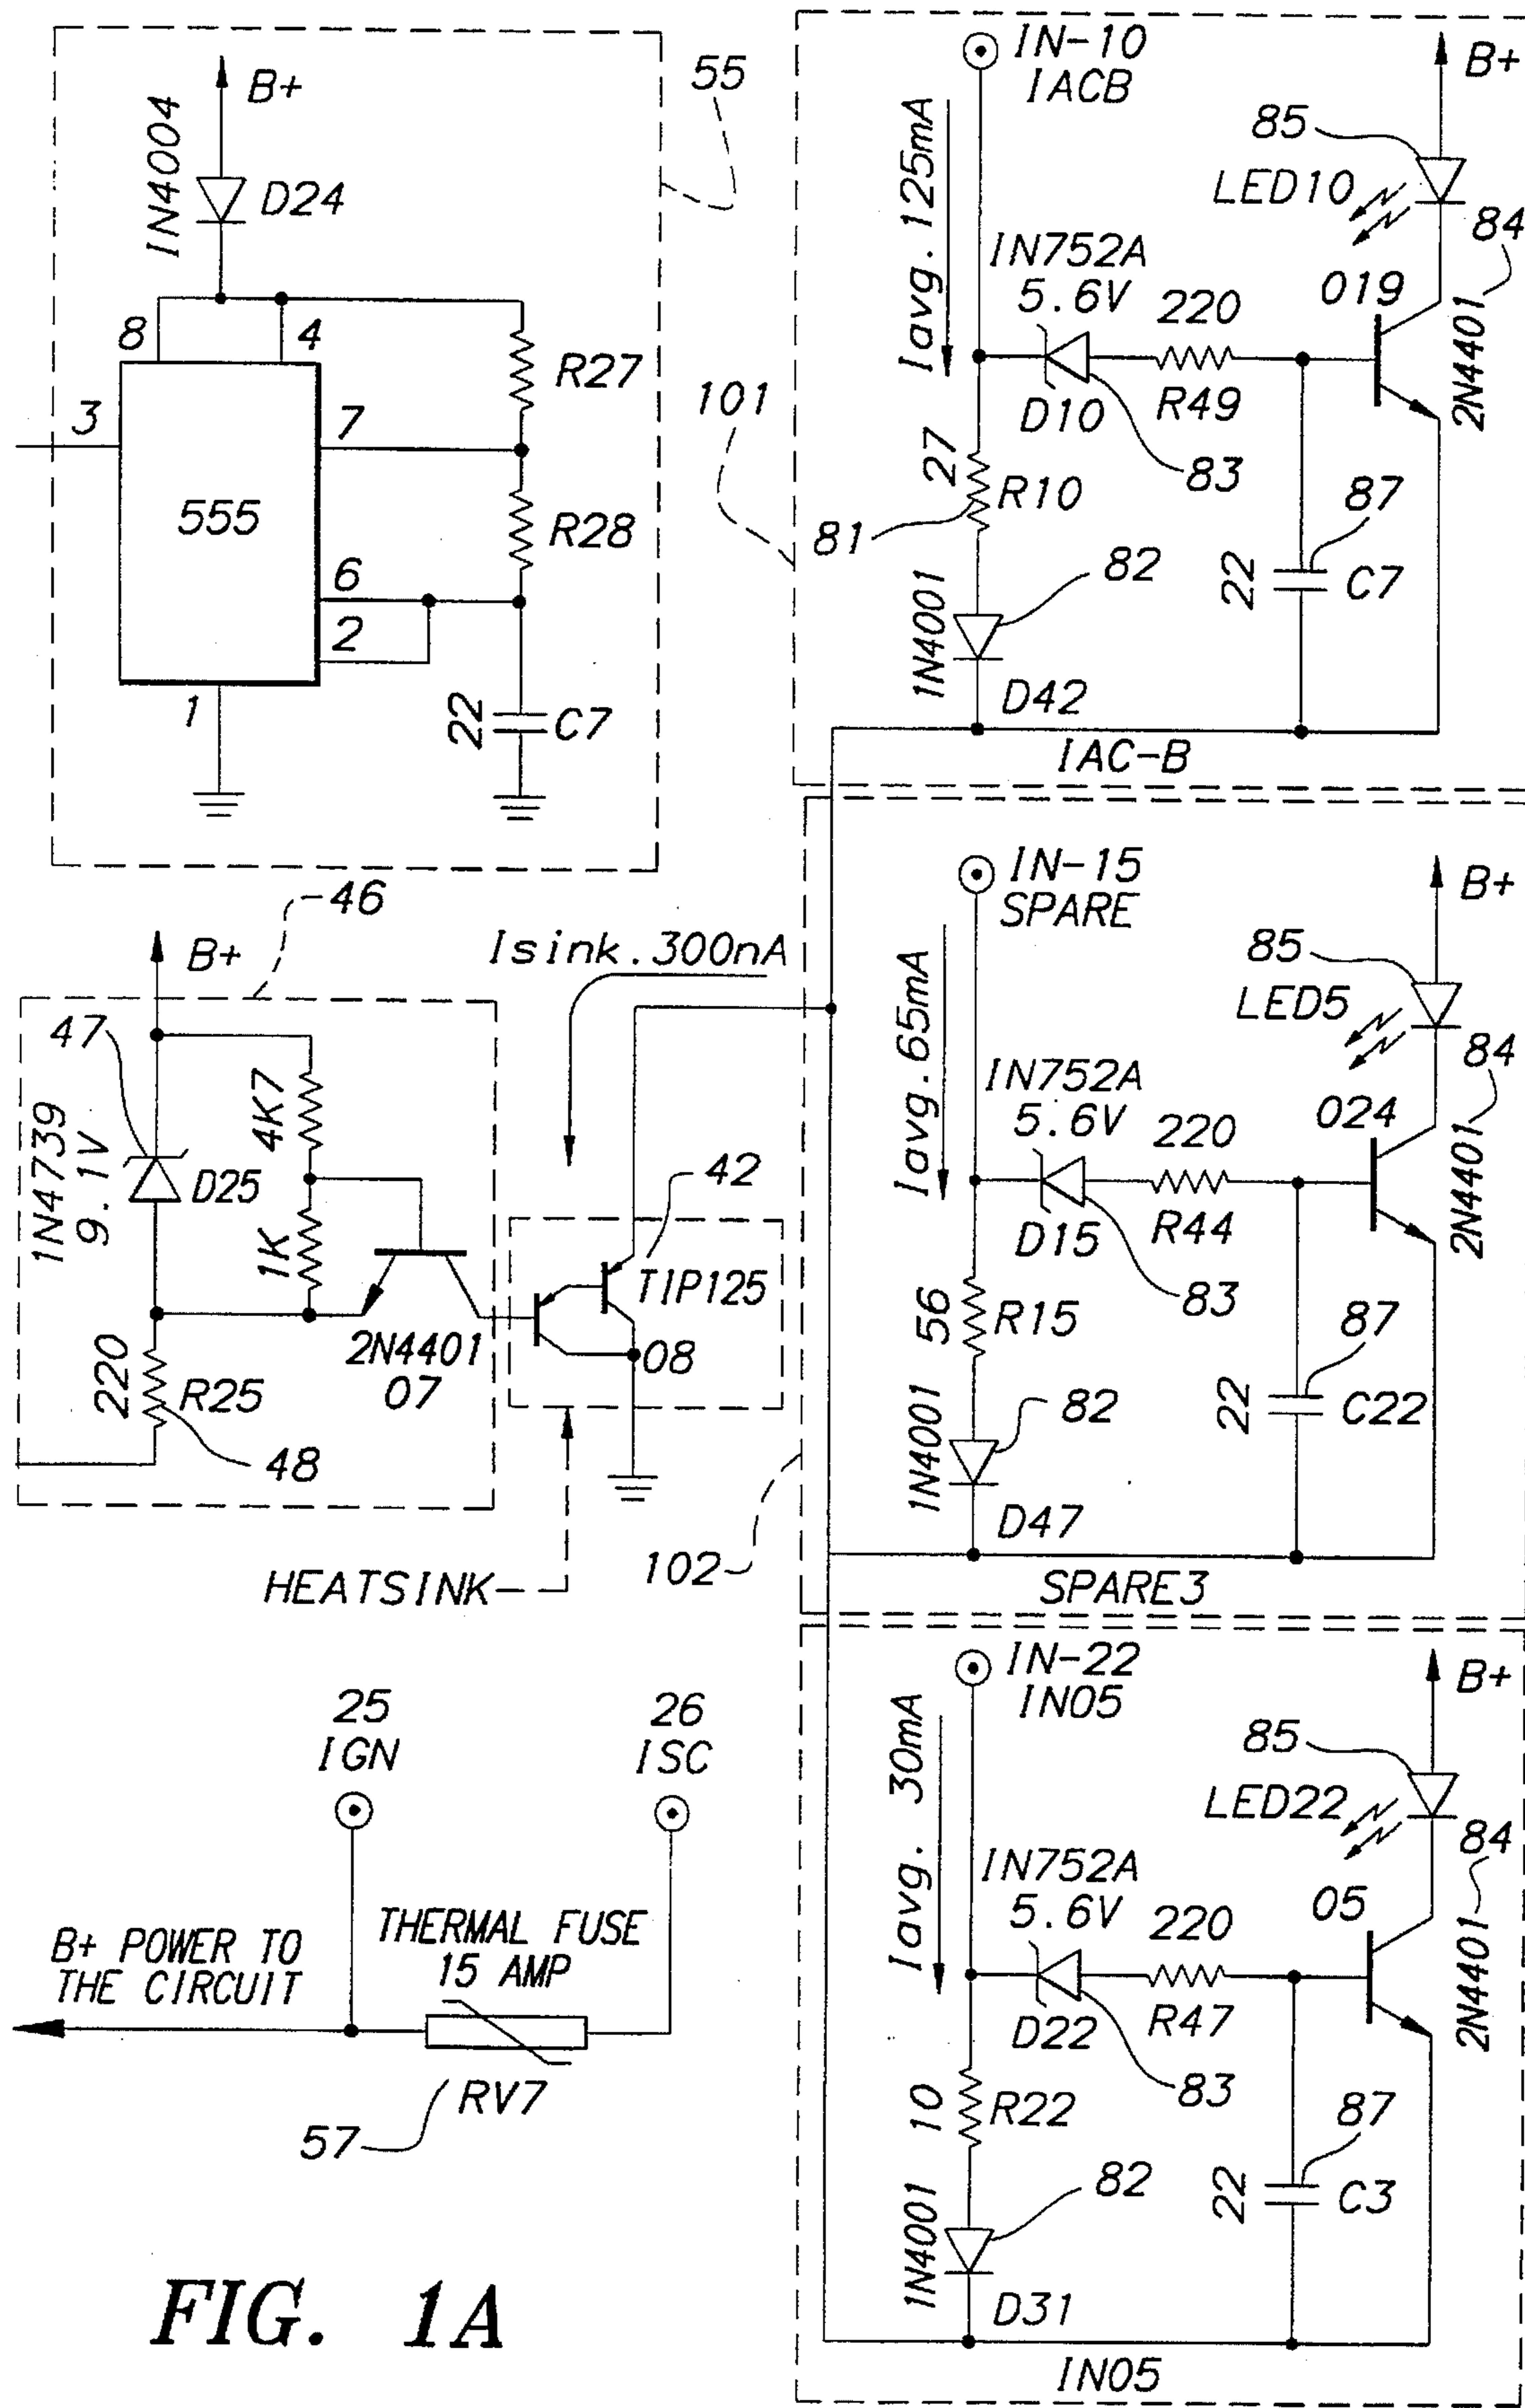 55
B+
1N4004
D24
8
4
R27
3
7
555
R28
6
2
1
22
C7
46
B+
Isink.300nA
47
1N4739
9.1V
4K7
D25
1K
42
TIP125
220
R25
2N4401
07
08
48
HEATSINK
25
IGN
26
ISC
B+ POWER TO
THE CIRCUIT
THERMAL FUSE
15 AMP
RV7
57
101
IN-10
IACB
B+
Iavg. 125mA
85
LED10
84
IN752A
5.6V
220
019
2N4401
D10
R49
83
27
R10
81
87
82
1N4001
22
C7
D42
IAC-B
102
IN-15
SPARE
B+
Iavg.65mA
85
LED5
84
IN752A
5.6V
220
024
2N4401
D15
R44
83
56
R15
87
82
1N4001
22
C22
D47
SPARE3
IN-22
IN05
B+
Iavg. 30mA
85
LED22
84
IN752A
5.6V
220
05
2N4401
D22
R47
83
10
R22
87
82
1N4001
22
C3
D31
IN05
FIG. 1A